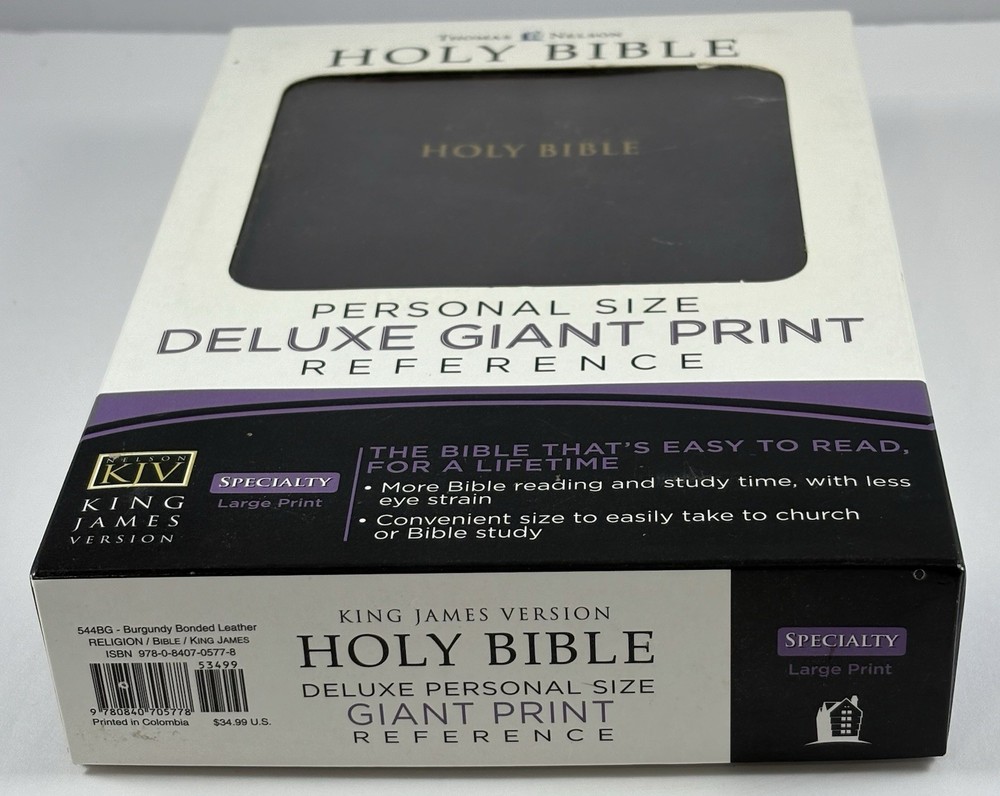 THOMAS NELSON
HOLY BIBLE
HOLY BIBLE
PERSONAL SIZE
DELUXE GIANT PRINT
REFERENCE
NELSON
KJV
KING
JAMES
VERSION
SPECIALTY
Large Print
THE BIBLE THAT'S EASY TO READ,
FOR A LIFETIME
• More Bible reading and study time, with less
eye strain
• Convenient size to easily take to church
or Bible study
544BG - Burgundy Bonded Leather
RELIGION / BIBLE / KING JAMES
ISBN 978-0-8407-0577-8
53499
9 780840 705778
Printed in Colombia $34.99 U.S.
KING JAMES VERSION
HOLY BIBLE
DELUXE PERSONAL SIZE
GIANT PRINT
REFERENCE
SPECIALTY
Large Print